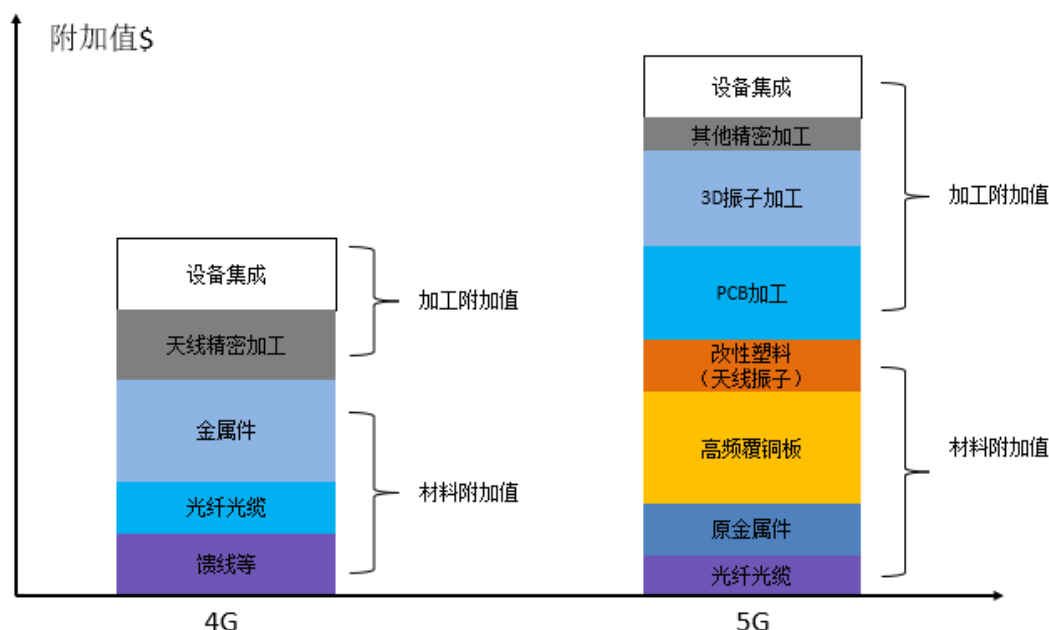 附加值$
设备集成
天线精密加工
金属件
光纤光缆
馈线等
加工附加值
材料附加值
4G
设备集成
其他精密加工
3D振子加工
PCB加工
改性塑料
（天线振子）
高频覆铜板
原金属件
光纤光缆
加工附加值
材料附加值
5G